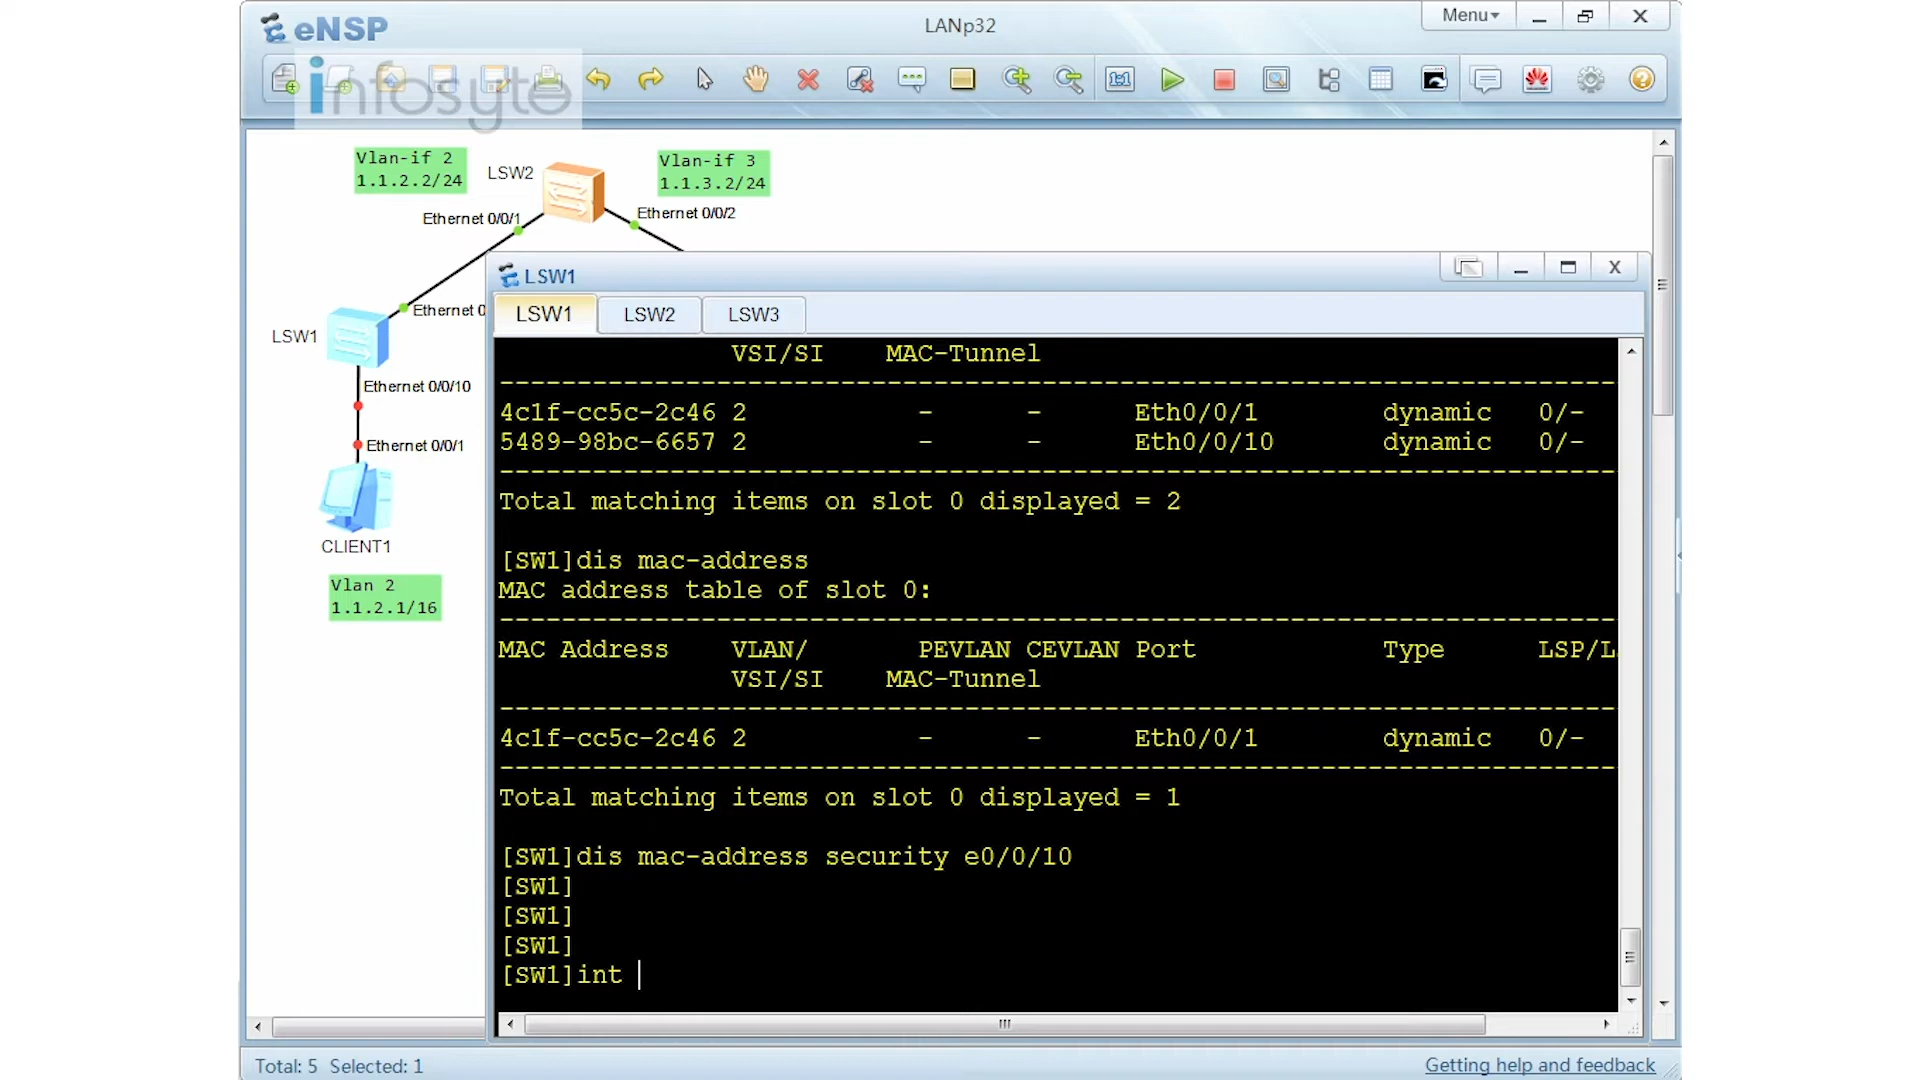 eNSP
LANp32
Menu
infosyte
Vlan-if 2
1.1.2.2/24
LSW2
Vlan-if 3
1.1.3.2/24
Ethernet 0/0/1
Ethernet 0/0/2
Ethernet 0
LSW1
Ethernet 0/0/10
Ethernet 0/0/1
CLIENT1
Vlan 2
1.1.2.1/16
LSW1
LSW1 LSW2 LSW3
VSI/SI MAC-Tunnel
-------------------------------------------------------------------------------
4c1f-cc5c-2c46 2 - - Eth0/0/1 dynamic 0/-
5489-98bc-6657 2 - - Eth0/0/10 dynamic 0/-
-------------------------------------------------------------------------------
Total matching items on slot 0 displayed = 2
[SW1]dis mac-address
MAC address table of slot 0:
-------------------------------------------------------------------------------
MAC Address VLAN/ PEVLAN CEVLAN Port Type LSP/L
VSI/SI MAC-Tunnel
-------------------------------------------------------------------------------
4c1f-cc5c-2c46 2 - - Eth0/0/1 dynamic 0/-
-------------------------------------------------------------------------------
Total matching items on slot 0 displayed = 1
[SW1]dis mac-address security e0/0/10
[SW1]
[SW1]
[SW1]
[SW1]int
Total: 5 Selected: 1
Getting help and feedback